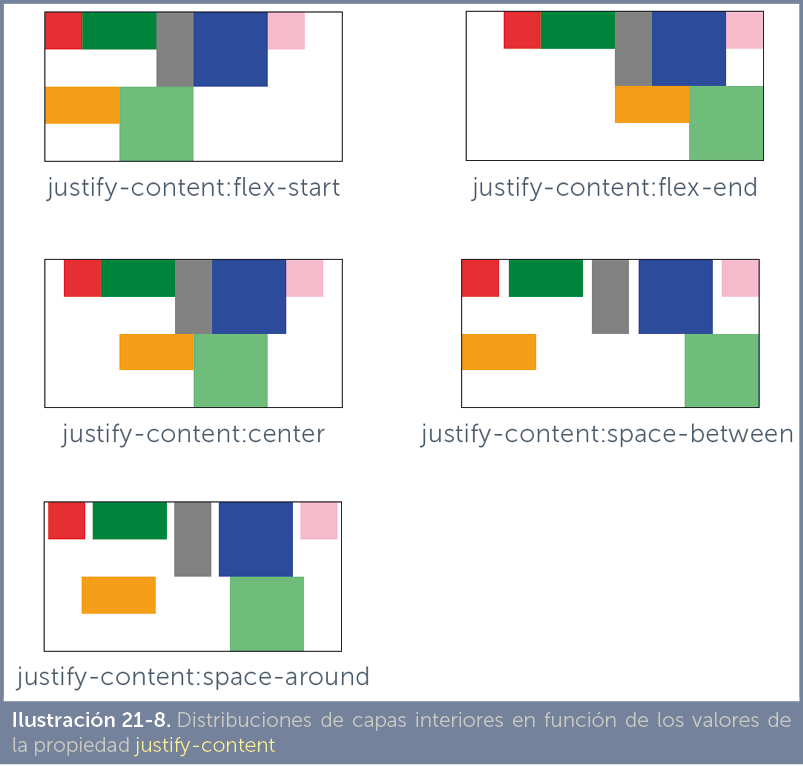 justify-content:flex-start
justify-content:flex-end
justify-content:center
justify-content:space-between
justify-content:space-around
Ilustración 21-8. Distribuciones de capas interiores en función de los valores de
la propiedad justify-content